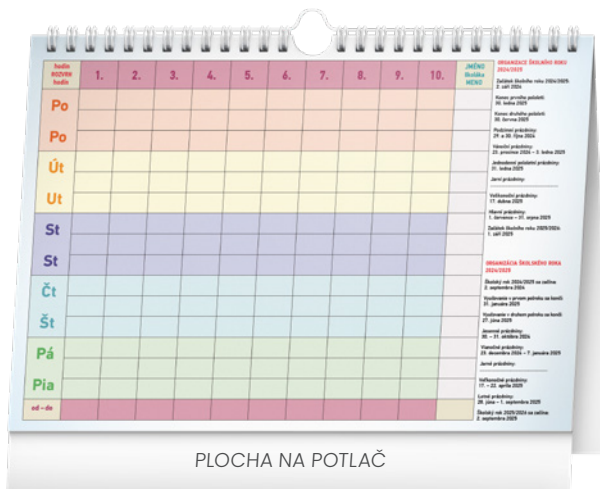 hodin
ROZVRH
hodín
1. 2. 3. 4. 5. 6. 7. 8. 9. 10.
JMÉNO
školáka
MENO
Po
Po
Út
Ut
St
St
Čt
Št
Pá
Pia
od – do
ORGANIZACE ŠKOLNÍHO ROKU
2024/2025
Začátek školního roku 2024/2025:
2. září 2024
Konec prvního pololetí:
30. ledna 2025
Konec druhého pololetí:
30. června 2025
Podzimní prázdniny:
29. a 30. října 2024
Vánoční prázdniny:
23. prosince 2024 – 3. ledna 2025
Jednodenní pololetní prázdniny:
31. ledna 2025
Jarní prázdniny:
Velikonoční prázdniny:
17. dubna 2025
Hlavní prázdniny:
1. července – 31. srpna 2025
Začátek školního roku 2025/2026:
1. září 2025
ORGANIZÁCIA ŠKOLSKÉHO ROKA
2024/2025
Školský rok 2024/2025 sa začína
2. septembra 2024
Vyučovanie v prvom polroku sa končí
31. januára 2025
Vyučovanie v druhom polroku sa končí
27. júna 2025
Jesenné prázdniny:
30. – 31. októbra 2024
Vianočné prázdniny:
23. decembra 2024 – 7. januára 2025
Jarné prázdniny:
Veľkonočné prázdniny:
17. – 22. apríla 2025
Letné prázdniny:
28. júna – 1. septembra 2025
Školský rok 2025/2026 sa začína
2. septembra 2025
PLOCHA NA POTLAČ